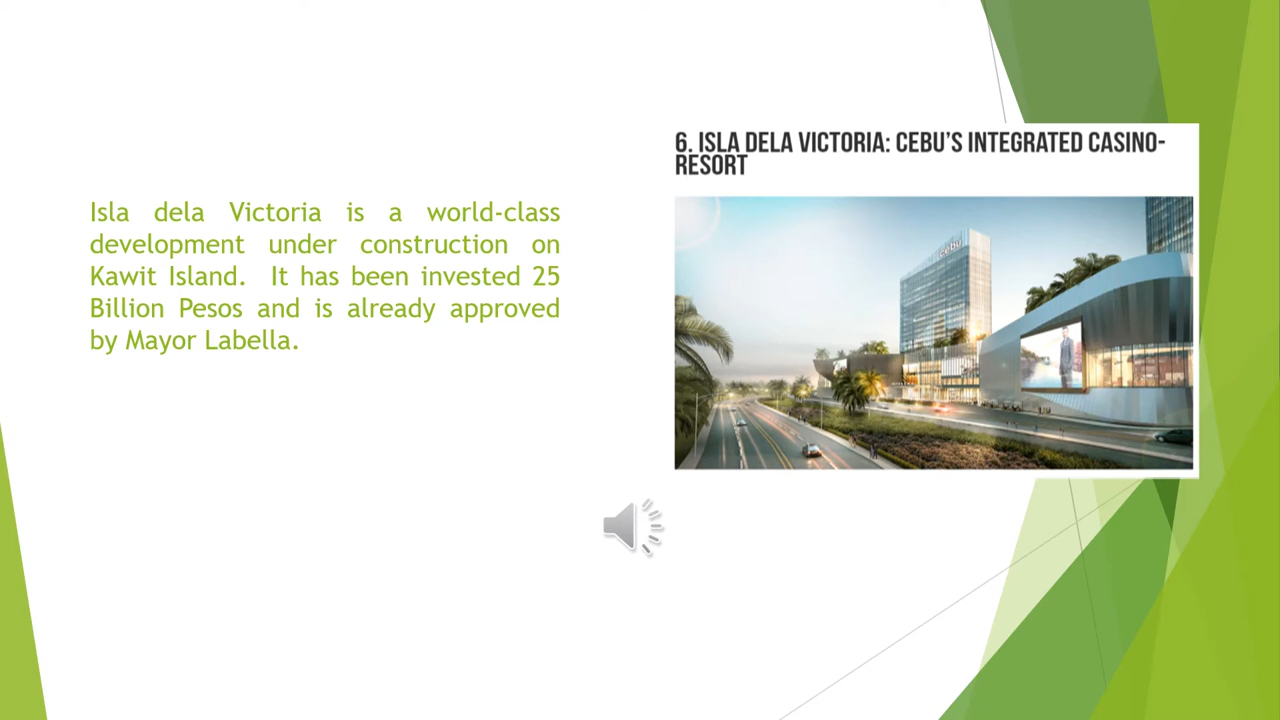 Isla dela Victoria is a world-class
development under construction on
Kawit Island.  It has been invested 25
Billion Pesos and is already approved
by Mayor Labella.
6. ISLA DELA VICTORIA: CEBU'S INTEGRATED CASINO-
RESORT
cebu